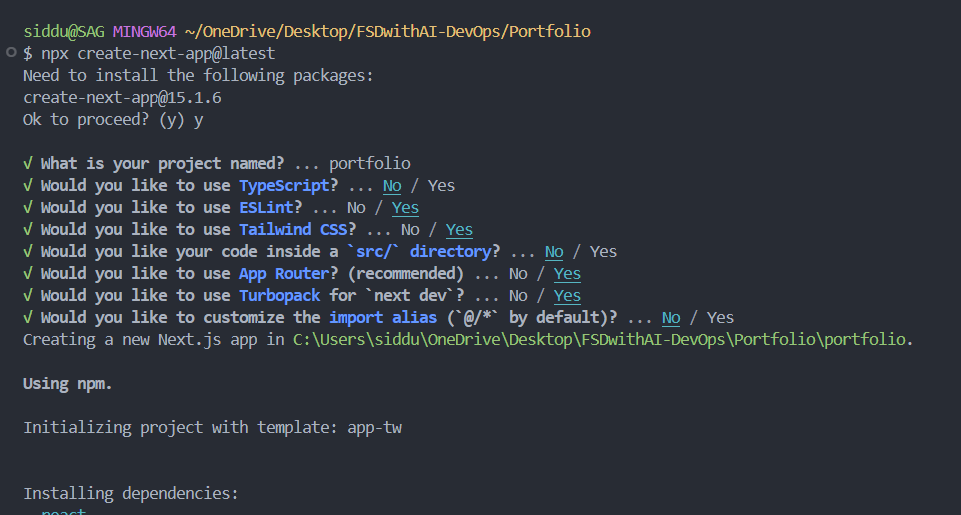 siddu@SAG MINGW64 ~/OneDrive/Desktop/FSDwithAI-DevOps/Portfolio
$ npx create-next-app@latest
Need to install the following packages:
create-next-app@15.1.6
Ok to proceed? (y) y
√ What is your project named? ... portfolio
√ Would you like to use TypeScript? ... No / Yes
√ Would you like to use ESLint? ... No / Yes
√ Would you like to use Tailwind CSS? ... No / Yes
√ Would you like your code inside a `src/` directory? ... No / Yes
√ Would you like to use App Router? (recommended) ... No / Yes
√ Would you like to use Turbopack for `next dev`? ... No / Yes
√ Would you like to customize the import alias (`@/*` by default)? ... No / Yes
Creating a new Next.js app in C:\Users\siddu\OneDrive\Desktop\FSDwithAI-DevOps\Portfolio\portfolio.
Using npm.
Initializing project with template: app-tw
Installing dependencies:
- react